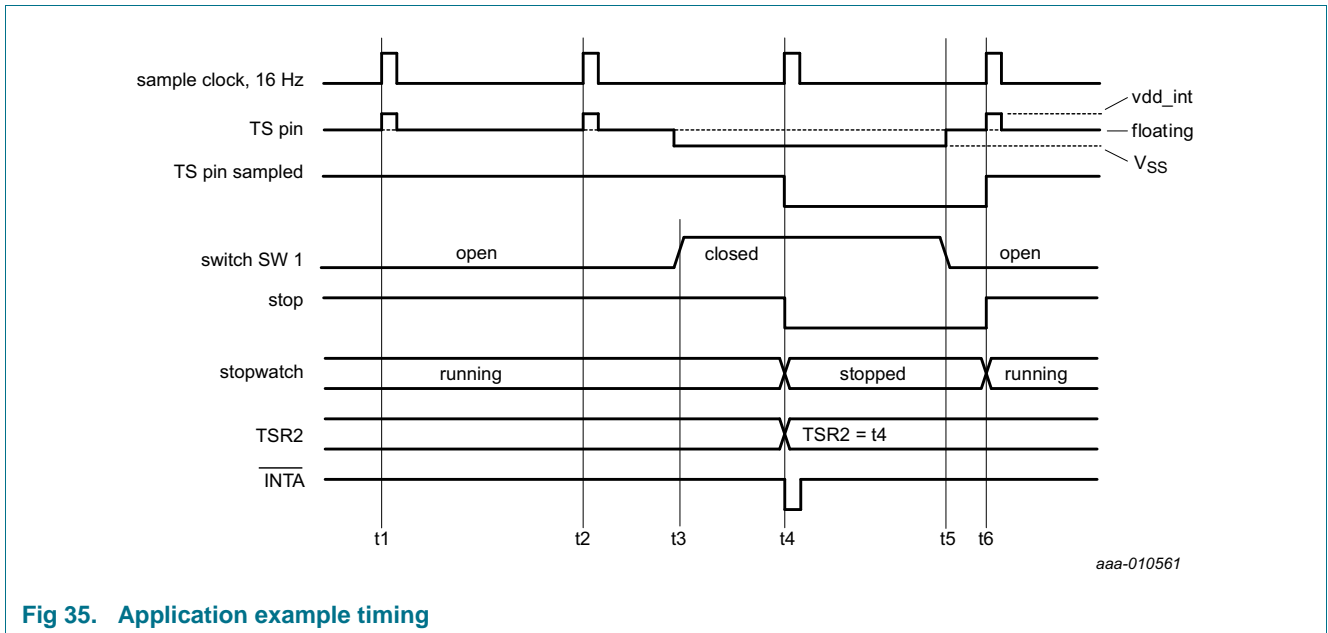 sample clock, 16 Hz
vdd_int
TS pin
floating
VSS
TS pin sampled
switch SW 1
open
closed
open
stop
stopwatch
running
stopped
running
TSR2
TSR2 = t4
INTA
t1 t2 t3 t4 t5 t6
aaa-010561
Fig 35. Application example timing